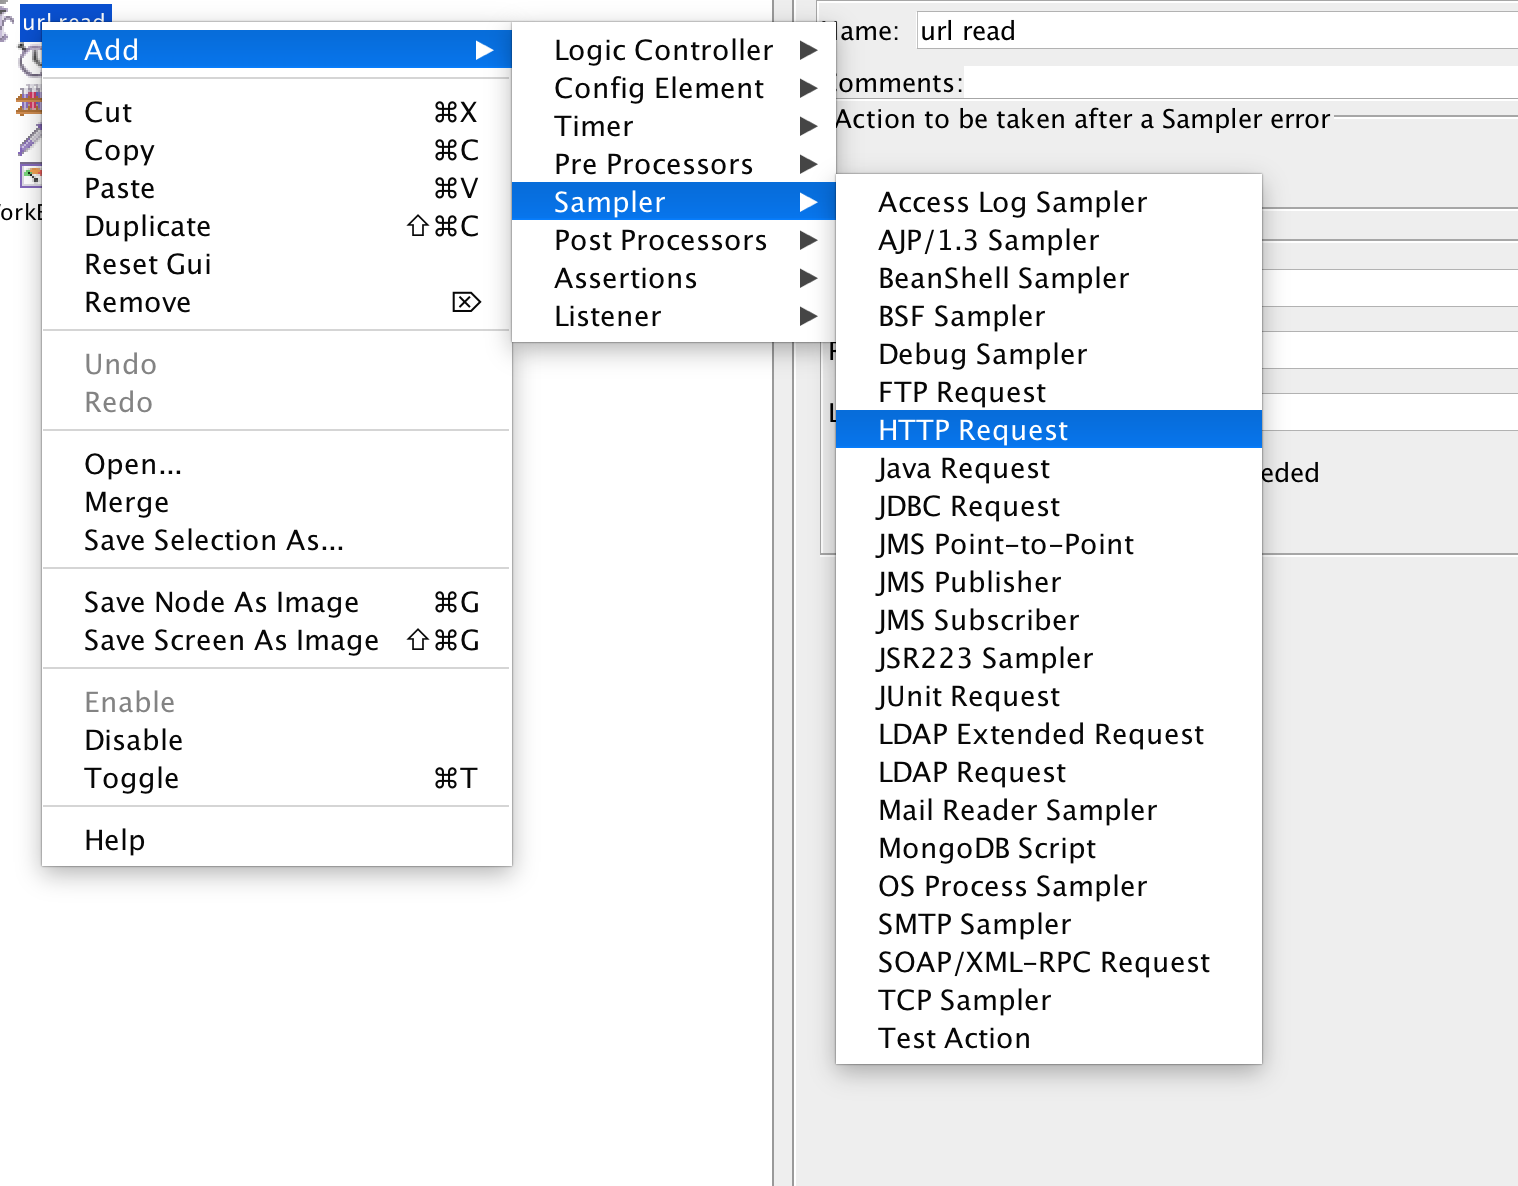 url read
Add
Cut ⌘X
Copy ⌘C
Paste ⌘V
Duplicate ⇧⌘C
Reset Gui
Remove ⌦
Undo
Redo
Open...
Merge
Save Selection As...
Save Node As Image ⌘G
Save Screen As Image ⇧⌘G
Enable
Disable
Toggle ⌘T
Help
Logic Controller
Config Element
Timer
Pre Processors
Sampler
Post Processors
Assertions
Listener
Access Log Sampler
AJP/1.3 Sampler
BeanShell Sampler
BSF Sampler
Debug Sampler
FTP Request
HTTP Request
Java Request
JDBC Request
JMS Point-to-Point
JMS Publisher
JMS Subscriber
JSR223 Sampler
JUnit Request
LDAP Extended Request
LDAP Request
Mail Reader Sampler
MongoDB Script
OS Process Sampler
SMTP Sampler
SOAP/XML-RPC Request
TCP Sampler
Test Action
ame: url read
omments:
Action to be taken after a Sampler error
eded